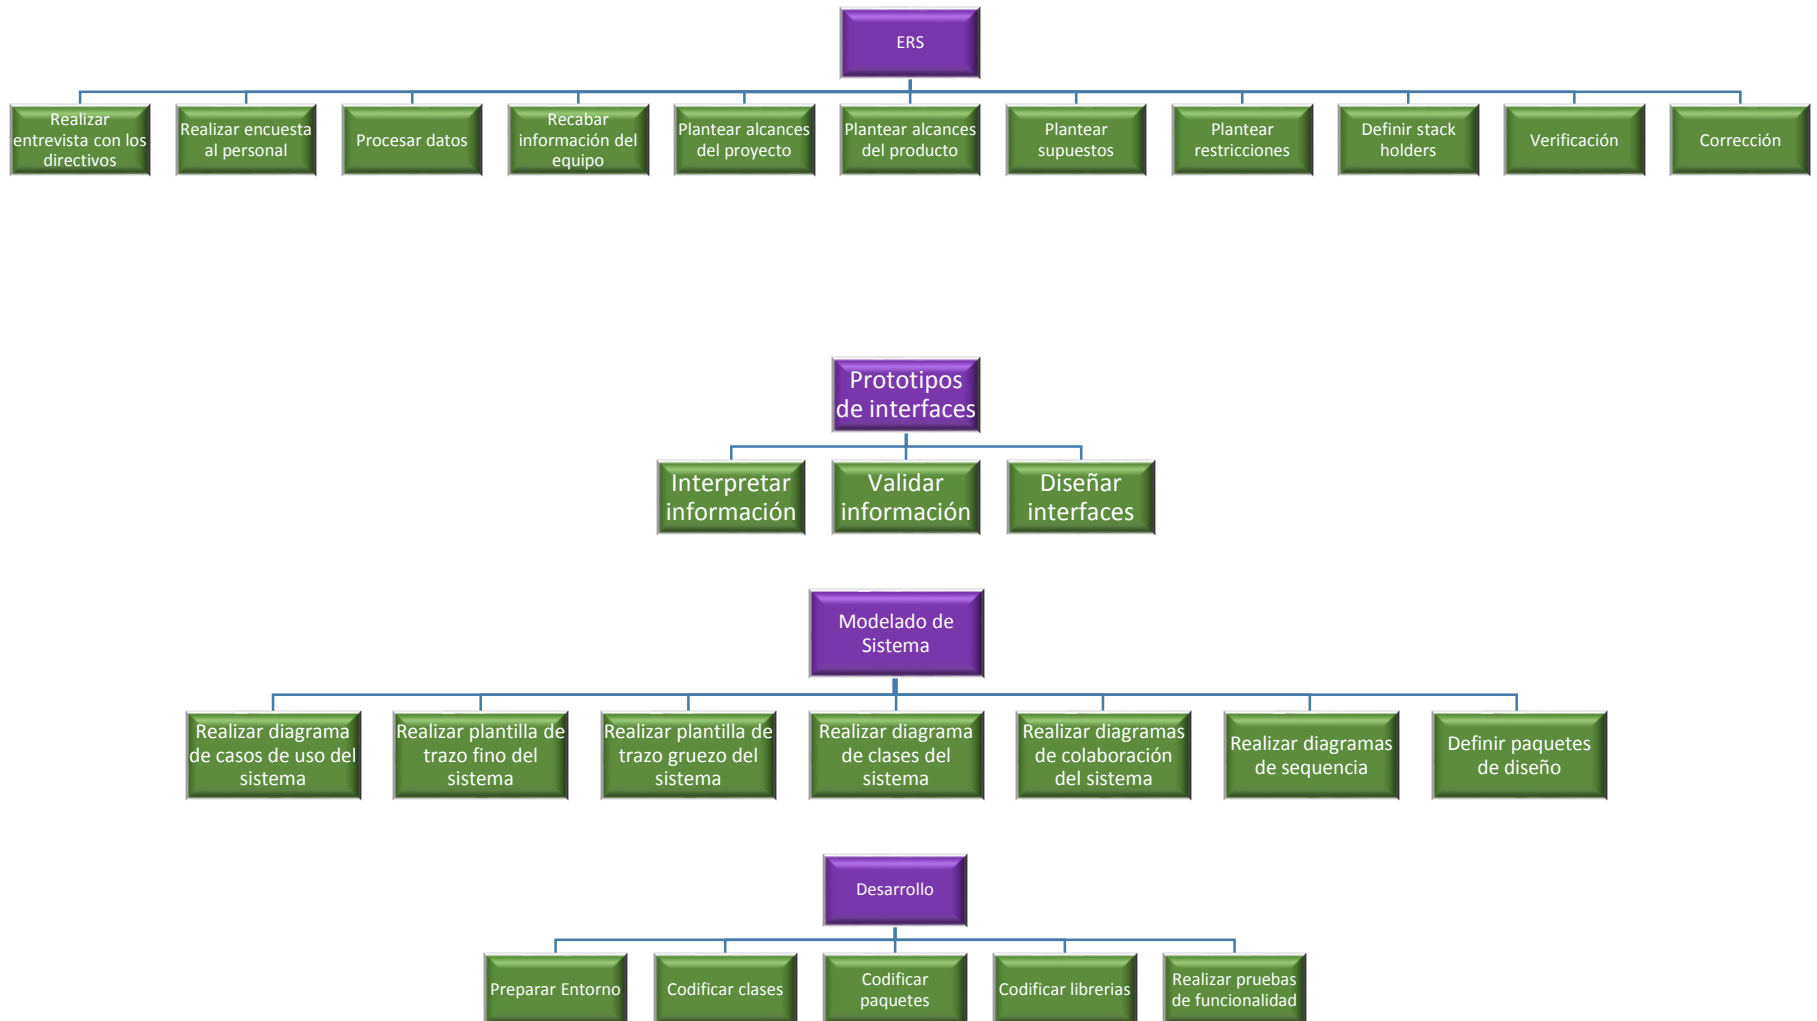 ERS
Realizar
entrevista con los
directivos
Realizar encuesta
al personal
Procesar datos
Recabar
información del
equipo
Plantear alcances
del proyecto
Plantear alcances
del producto
Plantear
supuestos
Plantear
restricciones
Definir stack
holders
Verificación
Corrección
Prototipos
de interfaces
Interpretar
información
Validar
información
Diseñar
interfaces
Modelado de
Sistema
Realizar diagrama
de casos de uso del
sistema
Realizar plantilla de
trazo fino del
sistema
Realizar plantilla de
trazo gruezo del
sistema
Realizar diagrama
de clases del
sistema
Realizar diagramas
de colaboración
del sistema
Realizar diagramas
de sequencia
Definir paquetes
de diseño
Desarrollo
Preparar Entorno
Codificar clases
Codificar
paquetes
Codificar librerias
Realizar pruebas
de funcionalidad